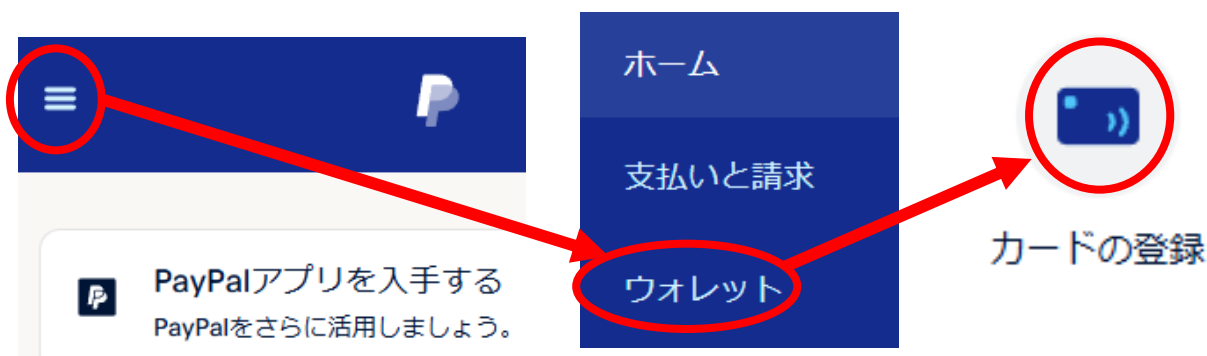 PayPalアプリを入手する
PayPalをさらに活用しましょう。
ホーム
支払いと請求
ウォレット
カードの登録